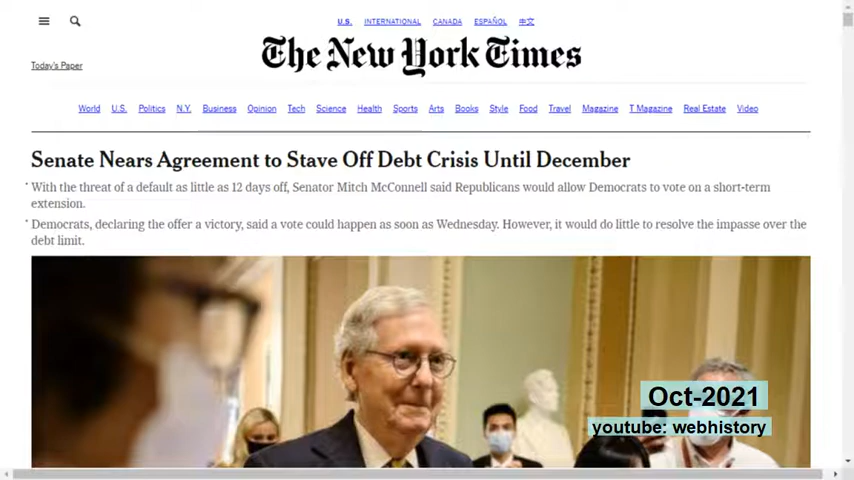 U.S. INTERNATIONAL CANADA ESPAÑOL 中文
The New York Times
Today's Paper
World U.S. Politics N.Y. Business Opinion Tech Science Health Sports Arts Books Style Food Travel Magazine T Magazine Real Estate Video
Senate Nears Agreement to Stave Off Debt Crisis Until December
With the threat of a default as little as 12 days off, Senator Mitch McConnell said Republicans would allow Democrats to vote on a short-term
extension.
Democrats, declaring the offer a victory, said a vote could happen as soon as Wednesday. However, it would do little to resolve the impasse over the
debt limit.
Oct-2021
youtube: webhistory